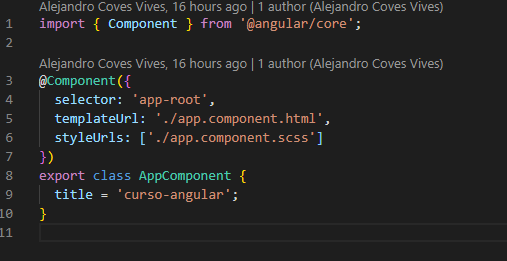 Alejandro Coves Vives, 16 hours ago | 1 author (Alejandro Coves Vives)
1 import { Component } from '@angular/core';
2
Alejandro Coves Vives, 16 hours ago | 1 author (Alejandro Coves Vives)
3 @Component({
4   selector: 'app-root',
5   templateUrl: './app.component.html',
6   styleUrls: ['./app.component.scss']
7 })
8 export class AppComponent {
9   title = 'curso-angular';
10 }
11